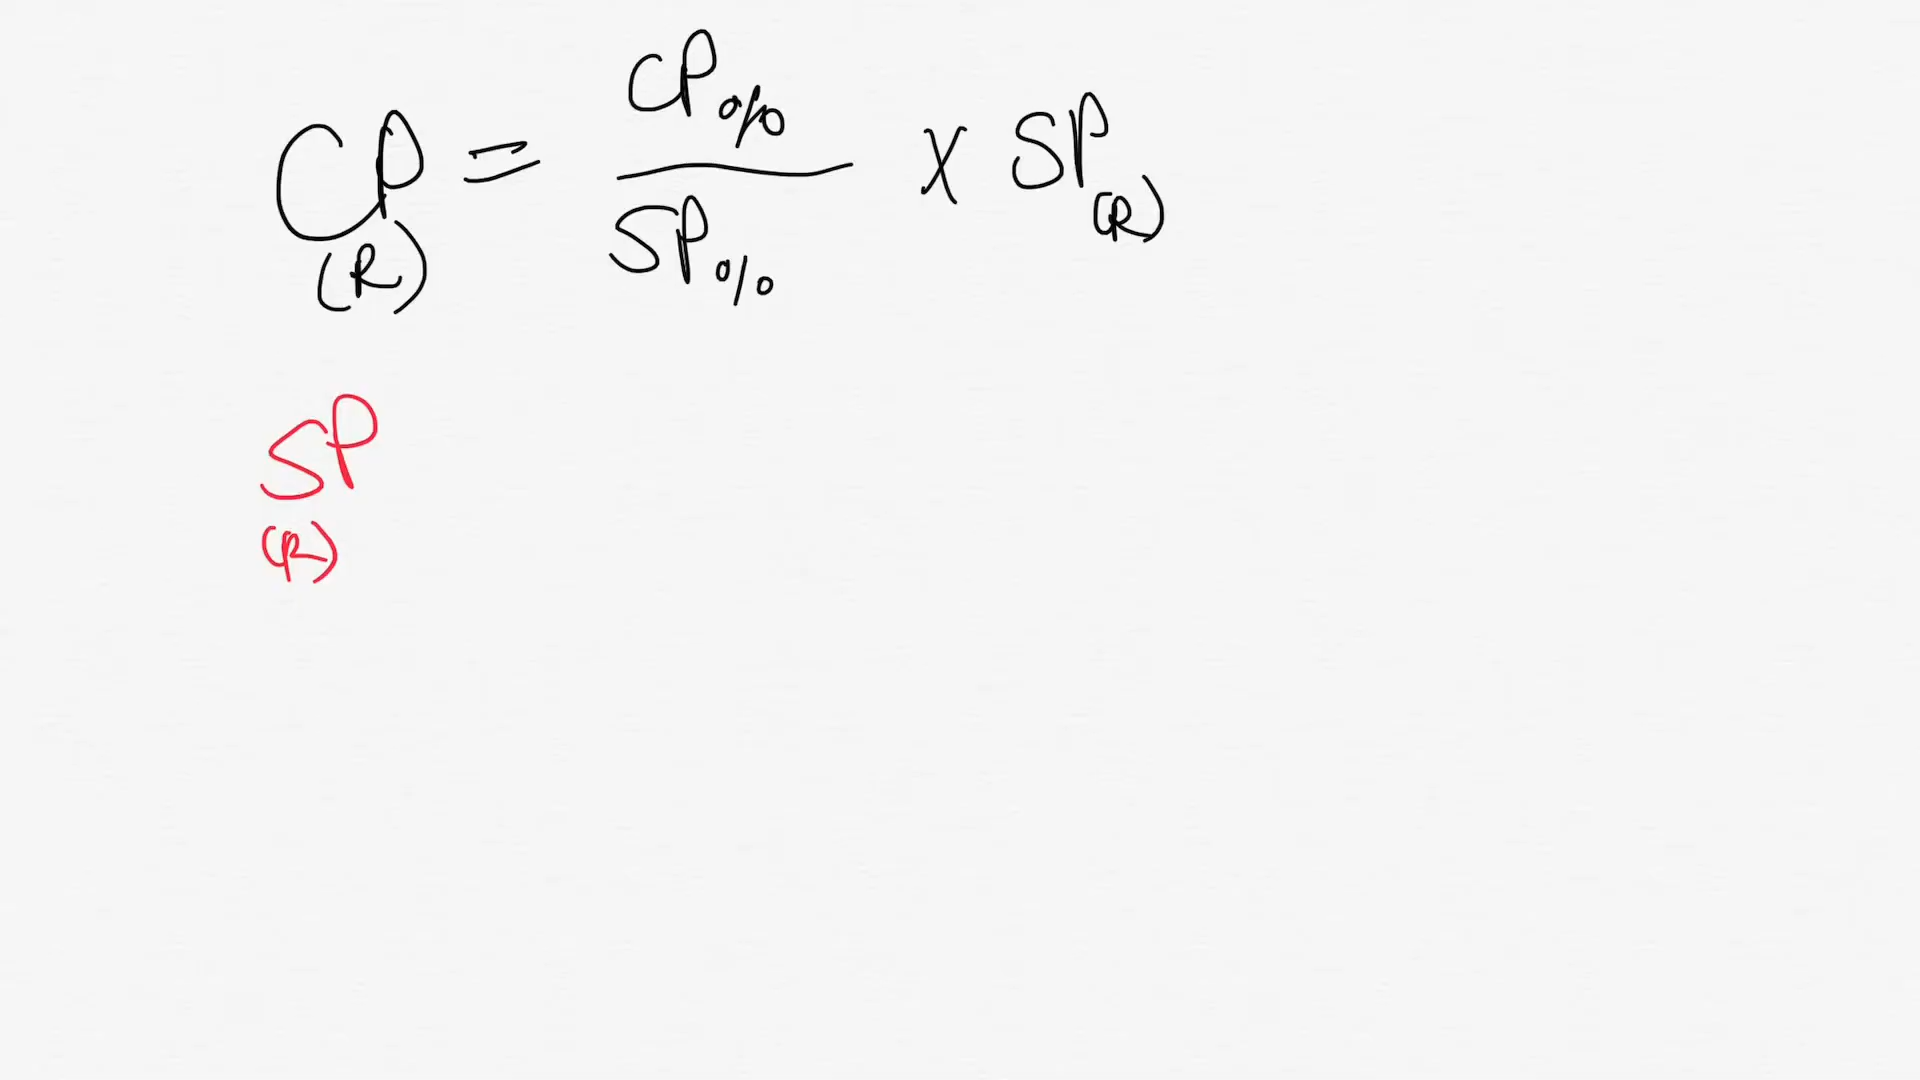 CP(R) = CP% / SP% x SP(R)
SP
(R)